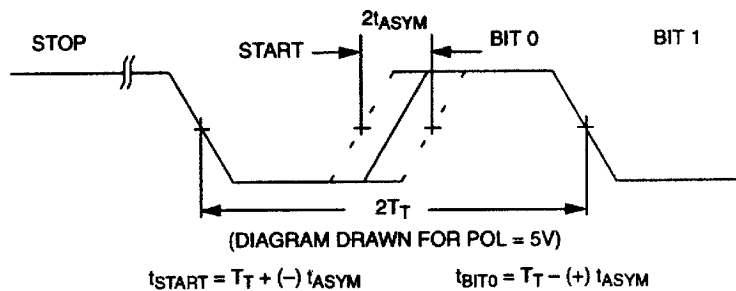 2tASYM
STOP START BIT 0 BIT 1
2TT
(DIAGRAM DRAWN FOR POL = 5V)
tSTART = TT + (–) tASYM tBIT0 = TT – (+) tASYM